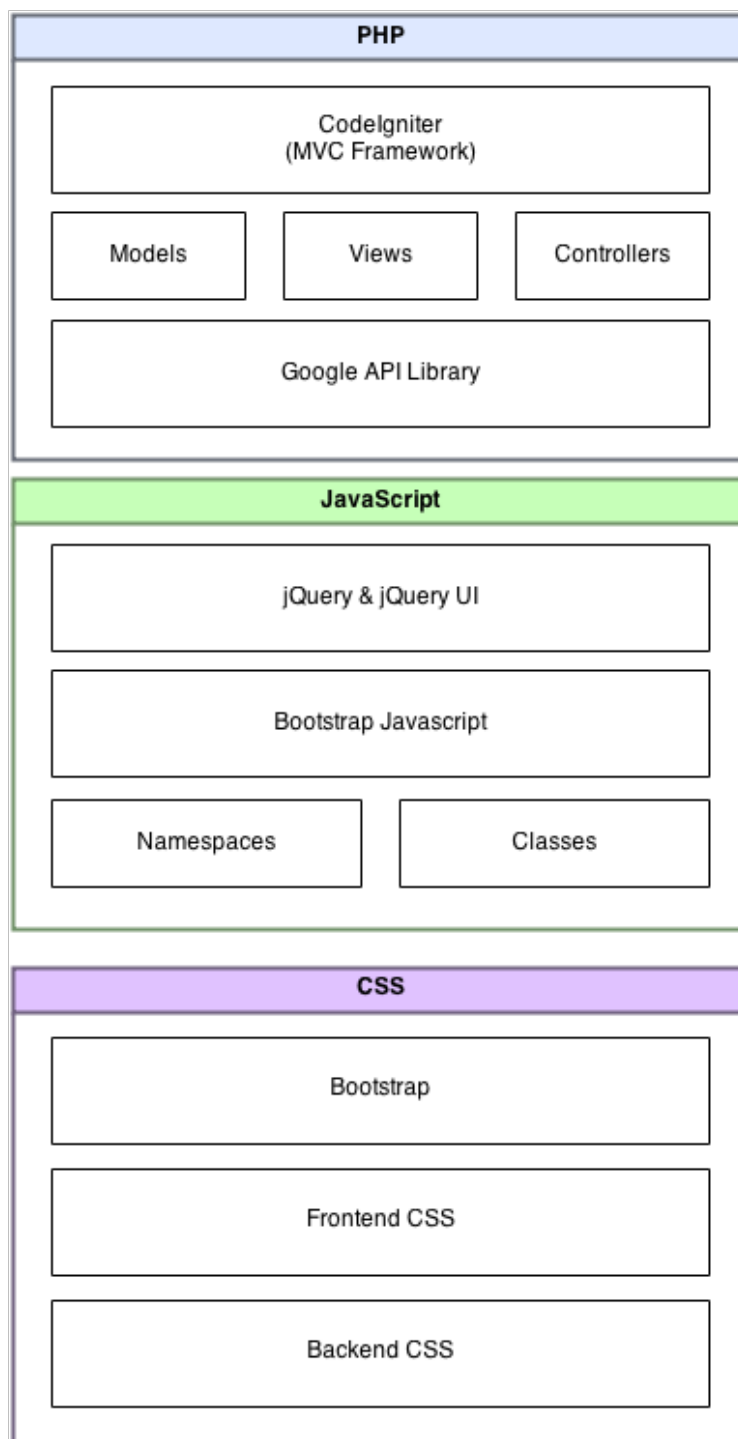 PHP
CodeIgniter
(MVC Framework)
Models
Views
Controllers
Google API Library
JavaScript
jQuery & jQuery UI
Bootstrap Javascript
Namespaces
Classes
CSS
Bootstrap
Frontend CSS
Backend CSS